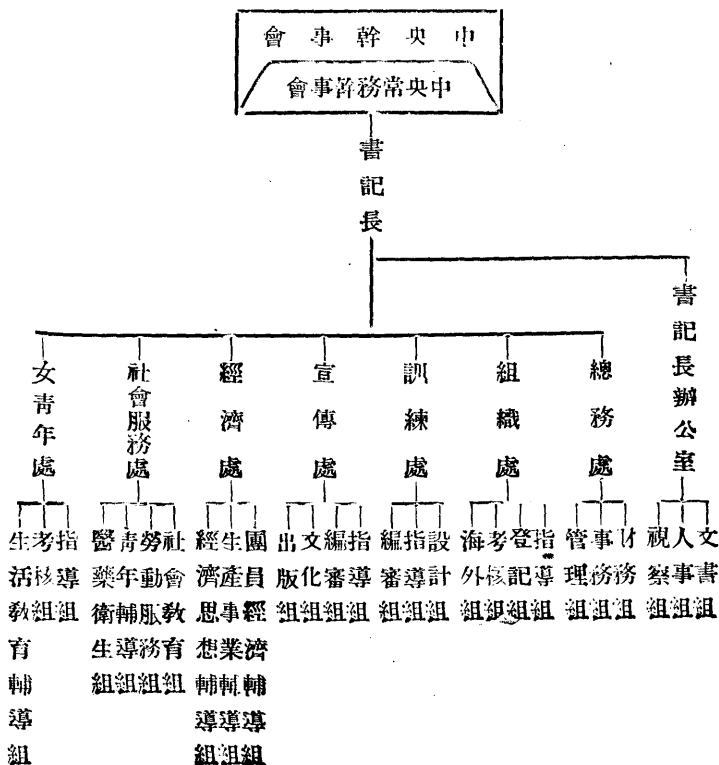 中央幹事會
中央常務幹事會
書記長
書記長辦公室
總務處
組織處
訓練處
宣傳處
經濟處
社會服務處
女青年處
文書組
人事組
視察組
財務組
事務組
管理組
指導組
登記組
考核組
海外組
設計組
指導組
編審組
指導組
編審組
文化組
出版組
團員經濟輔導組
生產事業輔導組
經濟思想輔導組
社會教育組
勞動服務組
青年輔導組
醫藥衛生組
指導組
考核組
生活教育輔導組